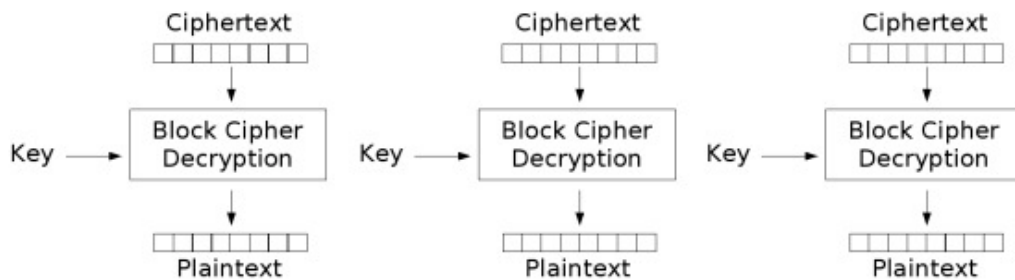 Ciphertext Ciphertext Ciphertext
Key Block Cipher Decryption Key Block Cipher Decryption Key Block Cipher Decryption
Plaintext Plaintext Plaintext